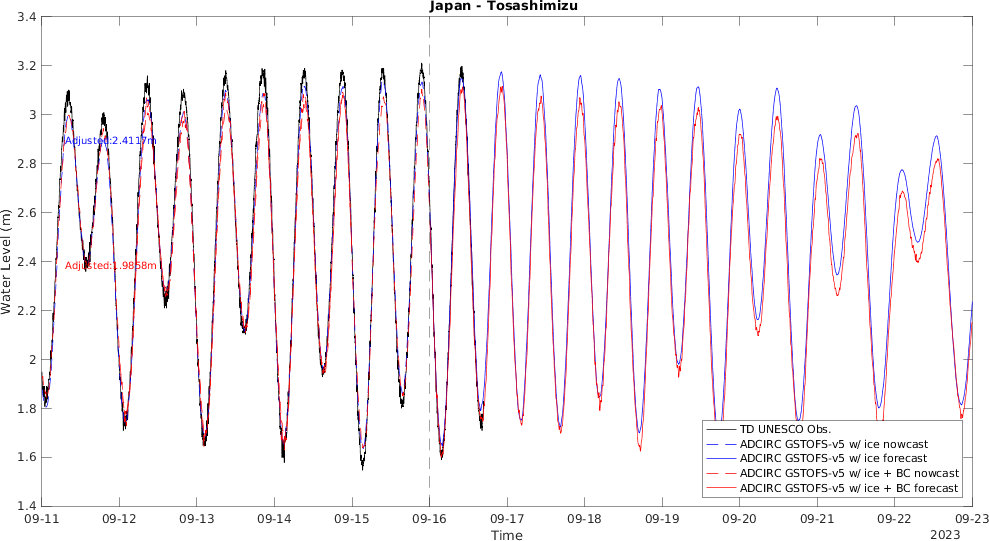 Japan - Tosashimizu
3.4
3.2
3
2.8
2.6
2.4
2.2
2
1.8
1.6
1.4
Water Level (m)
Adjusted:2.4117m
Adjusted:1.9858m
TD UNESCO Obs.
ADCIRC GSTOFS-v5 w/ ice nowcast
ADCIRC GSTOFS-v5 w/ ice forecast
ADCIRC GSTOFS-v5 w/ ice + BC nowcast
ADCIRC GSTOFS-v5 w/ ice + BC forecast
09-11 09-12 09-13 09-14 09-15 09-16 09-17 09-18 09-19 09-20 09-21 09-22 09-23
Time
2023